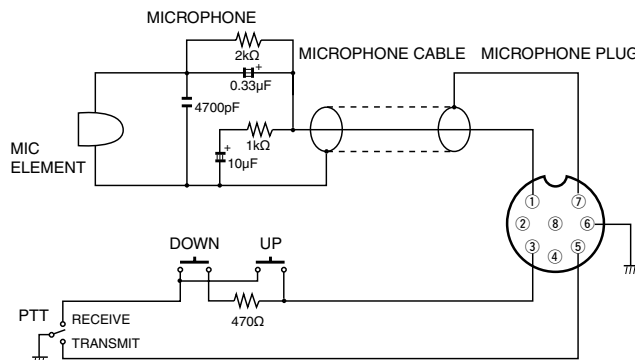 MICROPHONE
2kΩ
+
0.33µF
4700pF
1kΩ
+
10µF
MIC
ELEMENT
MICROPHONE CABLE
MICROPHONE PLUG
1
7
2
8
6
3
4
5
DOWN
UP
470Ω
PTT
RECEIVE
TRANSMIT